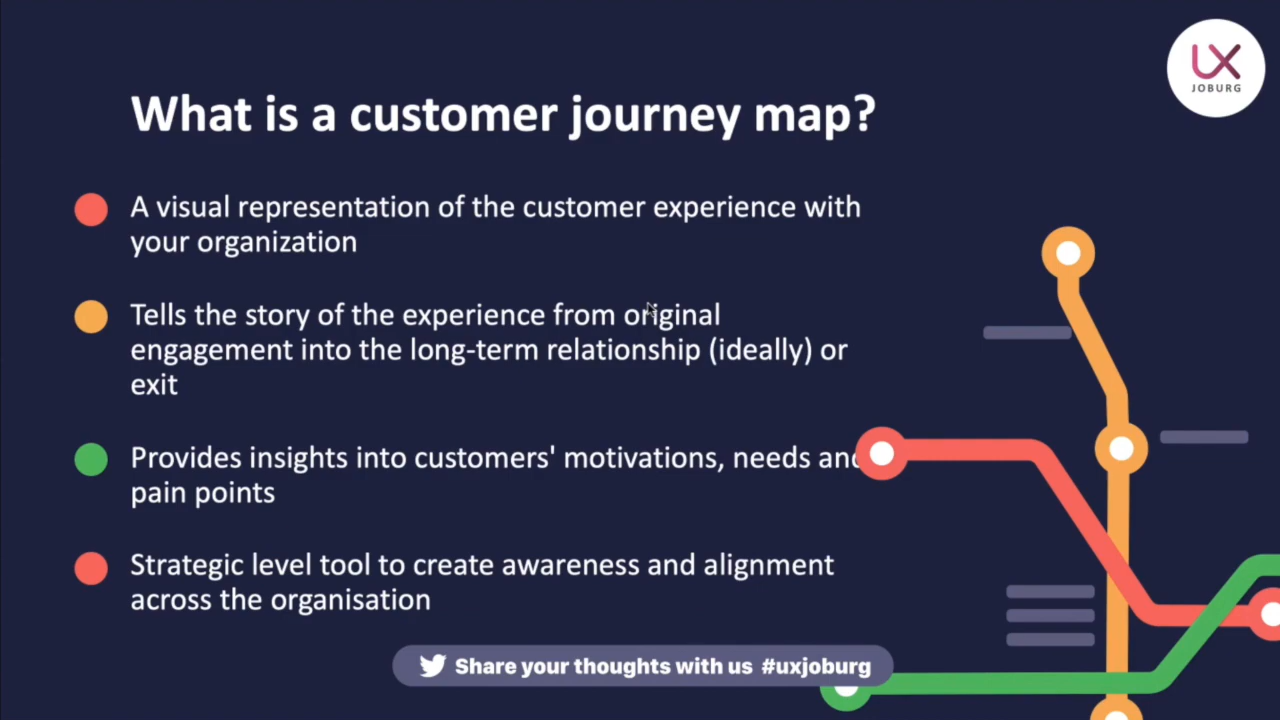 UX
JOBURG
What is a customer journey map?
A visual representation of the customer experience with
your organization
Tells the story of the experience from original
engagement into the long-term relationship (ideally) or
exit
Provides insights into customers' motivations, needs and
pain points
Strategic level tool to create awareness and alignment
across the organisation
Share your thoughts with us #uxjoburg